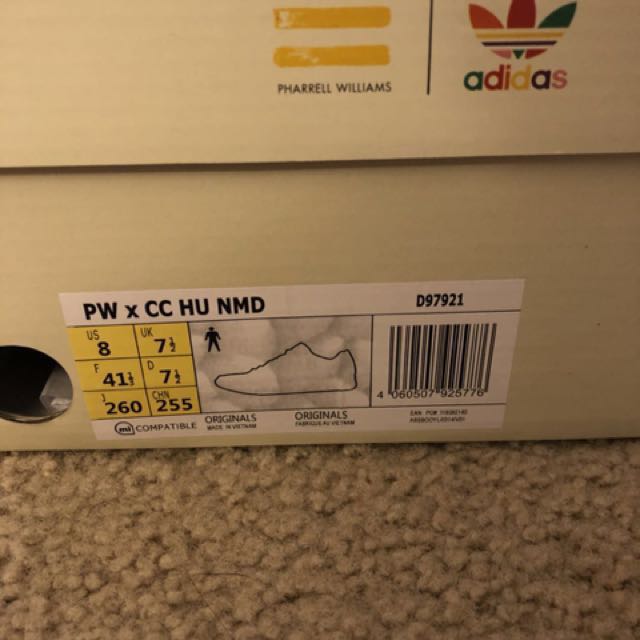 PHARRELL WILLIAMS
adidas
PW x CC HU NMD
D97921
US 8
UK 7½
F 41⅓
D 7½
J 260
CHN 255
mi COMPATIBLE
ORIGINALS
MADE IN VIETNAM
ORIGINALS
FABRIQUÉ AU VIETNAM
4 060507 925776